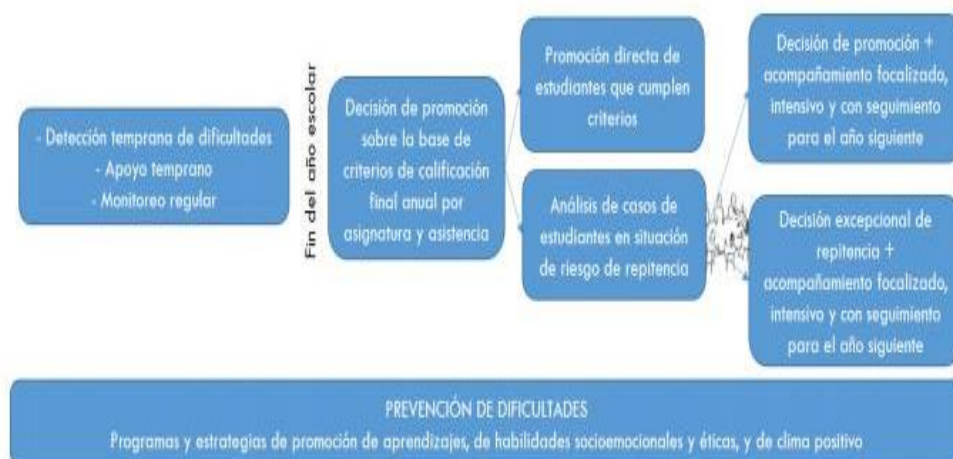 - Detección temprana de dificultades
- Apoyo temprano
- Monitoreo regular
Fin del año escolar
Decisión de promoción
sobre la base de
criterios de calificación
final anual por
asignatura y asistencia
Promoción directa de
estudiantes que cumplen
criterios
Análisis de casos de
estudiantes en situación
de riesgo de repitencia
Decisión de promoción +
acompañamiento focalizado,
intensivo y con seguimiento
para el año siguiente
Decisión excepcional de
repitencia +
acompañamiento focalizado,
intensivo y con seguimiento
para el año siguiente
PREVENCIÓN DE DIFICULTADES
Programas y estrategias de promoción de aprendizajes, de habilidades socioemocionales y éticas, y de clima positivo